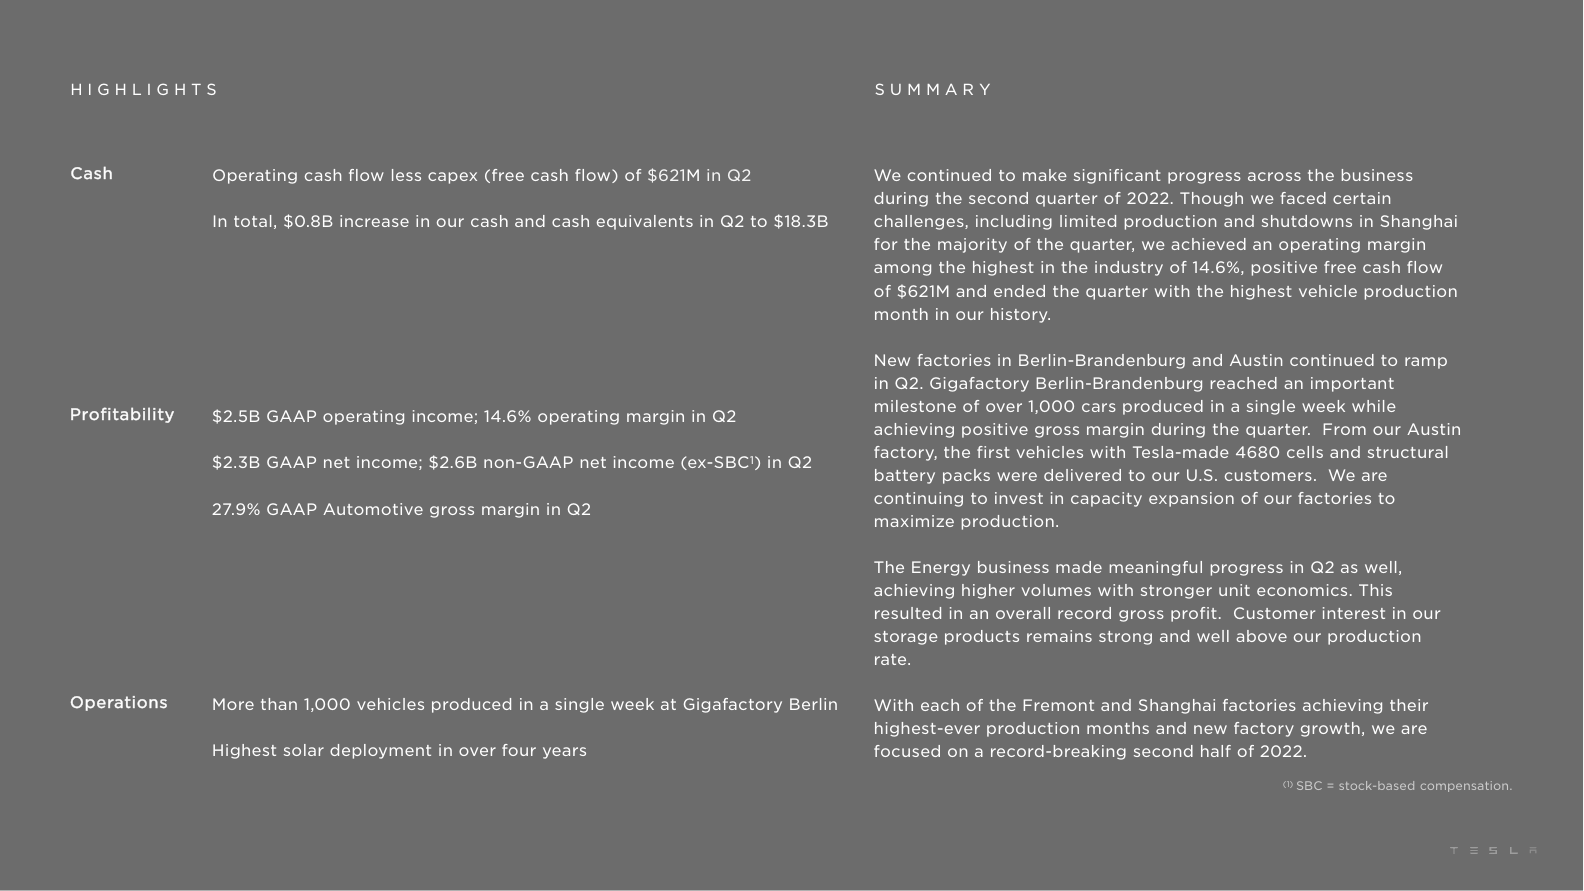 HIGHLIGHTS
Cash
Operating cash flow less capex (free cash flow) of $621M in Q2
In total, $0.8B increase in our cash and cash equivalents in Q2 to $18.3B
Profitability
$2.5B GAAP operating income; 14.6% operating margin in Q2
$2.3B GAAP net income; $2.6B non-GAAP net income (ex-SBC¹) in Q2
27.9% GAAP Automotive gross margin in Q2
Operations
More than 1,000 vehicles produced in a single week at Gigafactory Berlin
Highest solar deployment in over four years
SUMMARY
We continued to make significant progress across the business
during the second quarter of 2022. Though we faced certain
challenges, including limited production and shutdowns in Shanghai
for the majority of the quarter, we achieved an operating margin
among the highest in the industry of 14.6%, positive free cash flow
of $621M and ended the quarter with the highest vehicle production
month in our history.
New factories in Berlin-Brandenburg and Austin continued to ramp
in Q2. Gigafactory Berlin-Brandenburg reached an important
milestone of over 1,000 cars produced in a single week while
achieving positive gross margin during the quarter.  From our Austin
factory, the first vehicles with Tesla-made 4680 cells and structural
battery packs were delivered to our U.S. customers.  We are
continuing to invest in capacity expansion of our factories to
maximize production.
The Energy business made meaningful progress in Q2 as well,
achieving higher volumes with stronger unit economics. This
resulted in an overall record gross profit.  Customer interest in our
storage products remains strong and well above our production
rate.
With each of the Fremont and Shanghai factories achieving their
highest-ever production months and new factory growth, we are
focused on a record-breaking second half of 2022.
⁽¹⁾ SBC = stock-based compensation.
TESLA